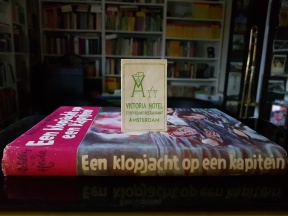 VICTORIA HOTEL
AMSTERDAM
Een klopjacht op
een kapitein
Een klopjacht op een kapitein